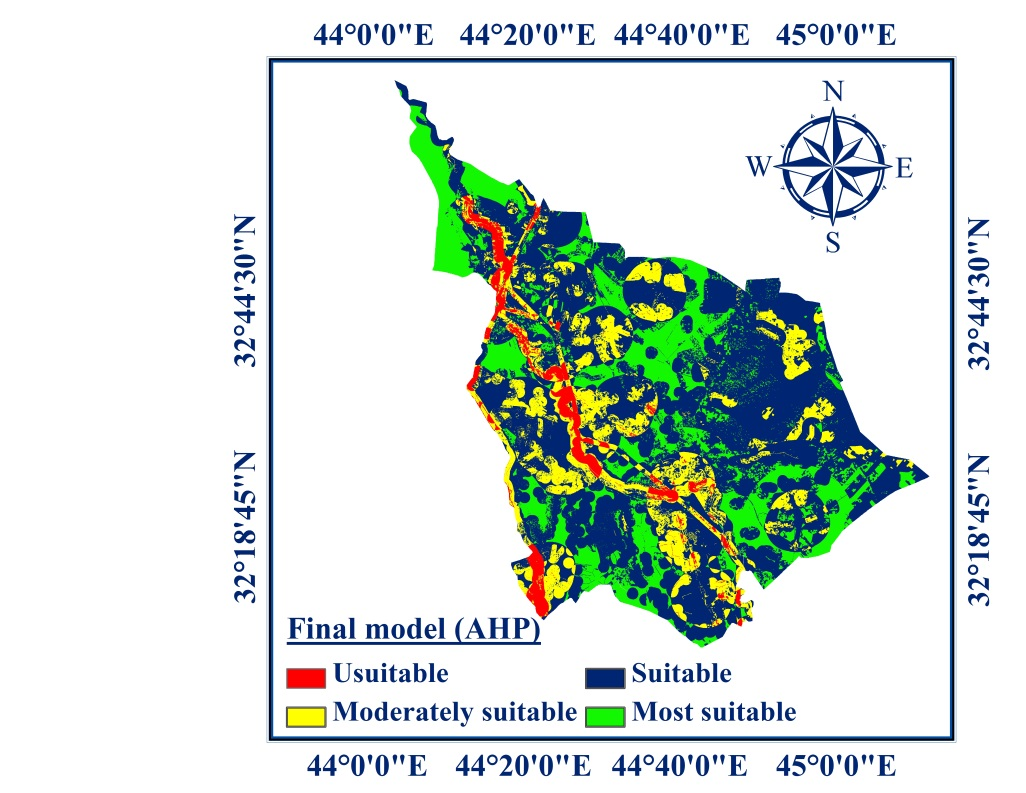 44°0'0"E 44°20'0"E 44°40'0"E 45°0'0"E
N
W E
S
32°44'30"N 32°44'30"N
32°18'45"N 32°18'45"N
Final model (AHP)
Usuitable Suitable
Moderately suitable Most suitable
44°0'0"E 44°20'0"E 44°40'0"E 45°0'0"E